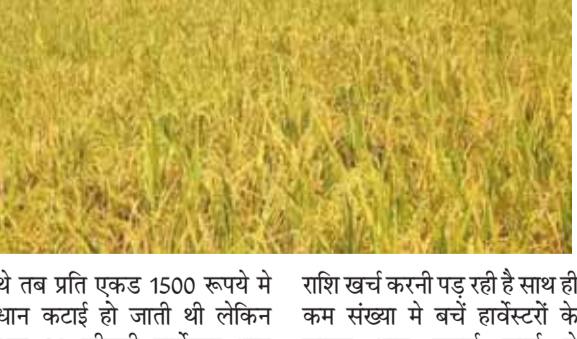 थे तब प्रति एकड 1500 रूपये मे
धान कटाई हो जाती थी लेकिन
राशि खर्च करनी पड़ रही है साथ ही
कम संख्या मे बचें हार्वेस्टरों के